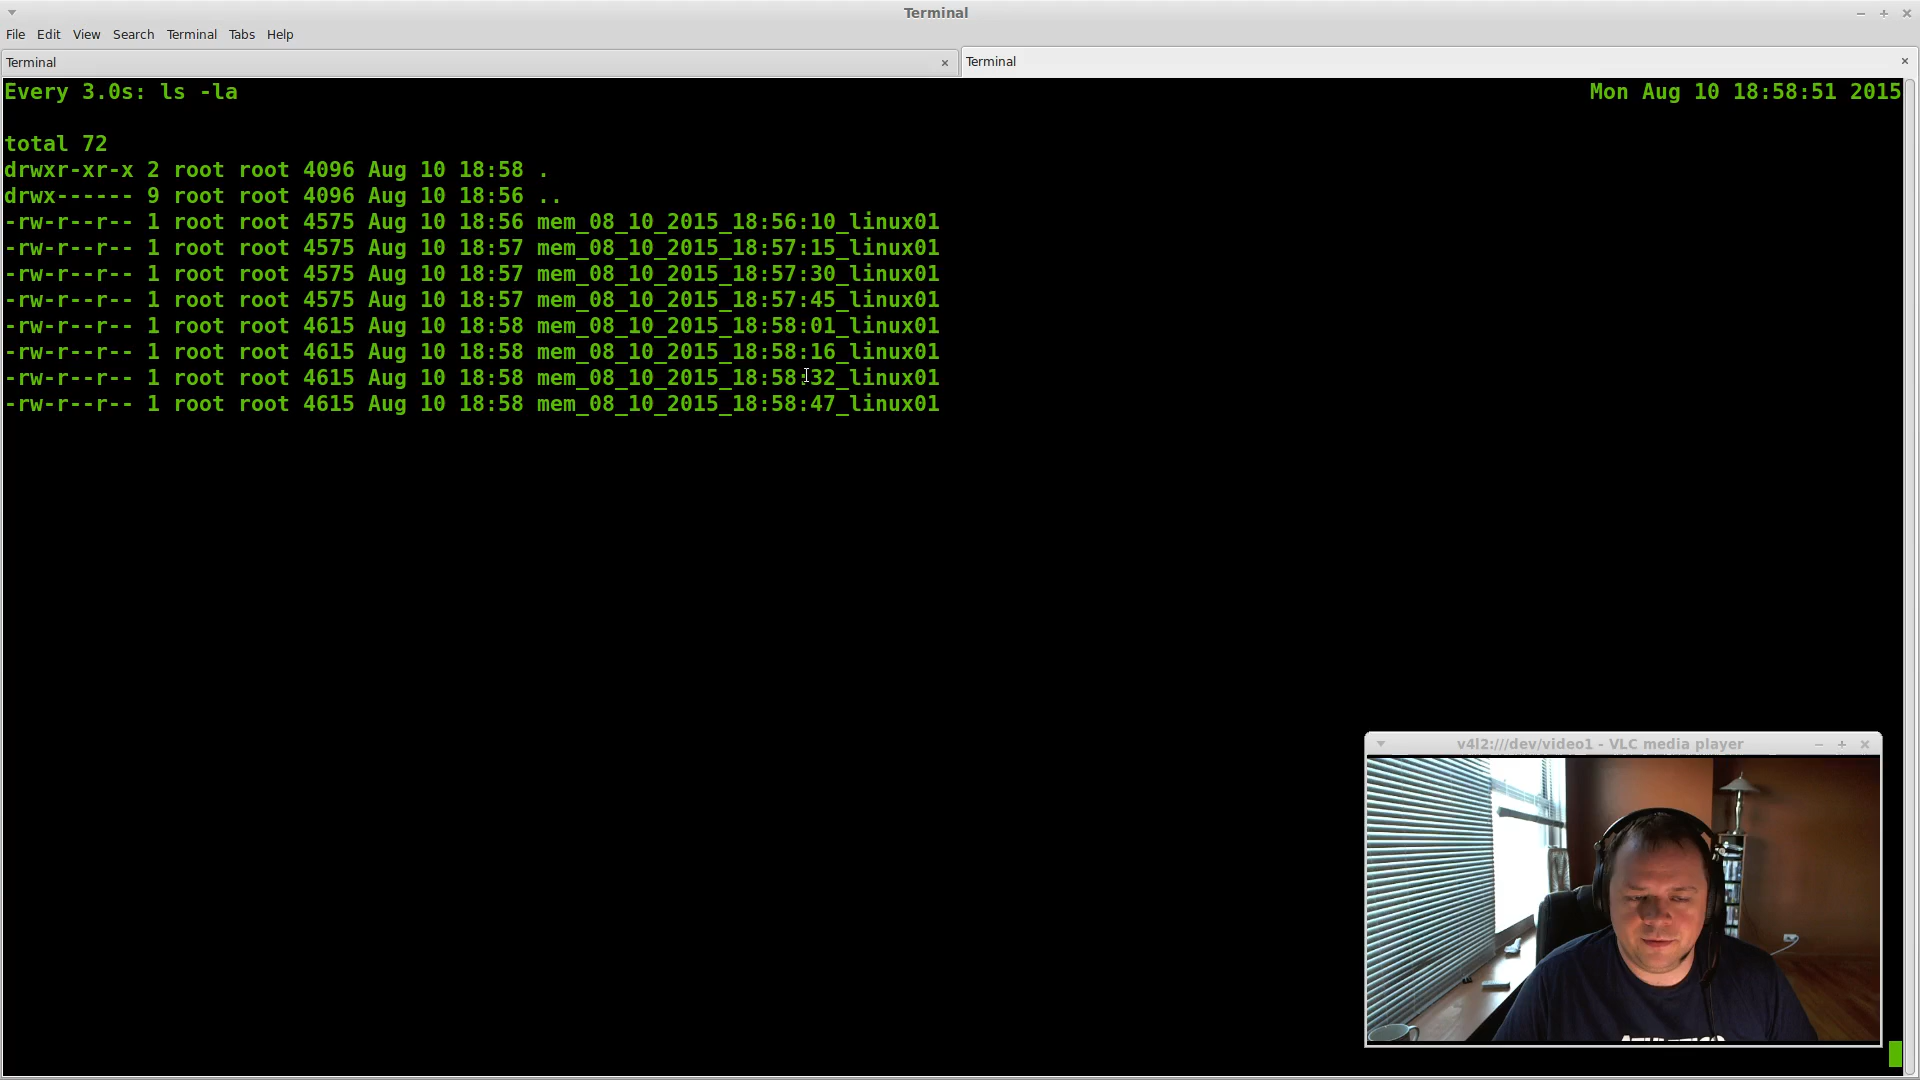 Terminal
File Edit View Search Terminal Tabs Help
Terminal Terminal
Every 3.0s: ls -la Mon Aug 10 18:58:51 2015
total 72
drwxr-xr-x 2 root root 4096 Aug 10 18:58 .
drwx------ 9 root root 4096 Aug 10 18:56 ..
-rw-r--r-- 1 root root 4575 Aug 10 18:56 mem_08_10_2015_18:56:10_linux01
-rw-r--r-- 1 root root 4575 Aug 10 18:57 mem_08_10_2015_18:57:15_linux01
-rw-r--r-- 1 root root 4575 Aug 10 18:57 mem_08_10_2015_18:57:30_linux01
-rw-r--r-- 1 root root 4575 Aug 10 18:57 mem_08_10_2015_18:57:45_linux01
-rw-r--r-- 1 root root 4615 Aug 10 18:58 mem_08_10_2015_18:58:01_linux01
-rw-r--r-- 1 root root 4615 Aug 10 18:58 mem_08_10_2015_18:58:16_linux01
-rw-r--r-- 1 root root 4615 Aug 10 18:58 mem_08_10_2015_18:58:32_linux01
-rw-r--r-- 1 root root 4615 Aug 10 18:58 mem_08_10_2015_18:58:47_linux01
v4l2:///dev/video1 - VLC media player